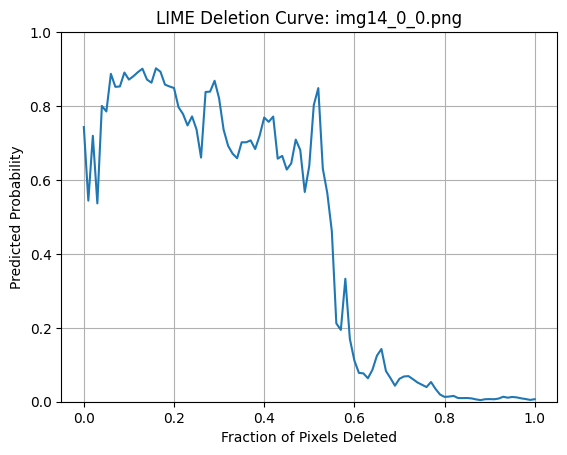 LIME Deletion Curve: img14_0_0.png
Predicted Probability
1.0
0.8
0.6
0.4
0.2
0.0
0.0 0.2 0.4 0.6 0.8 1.0
Fraction of Pixels Deleted